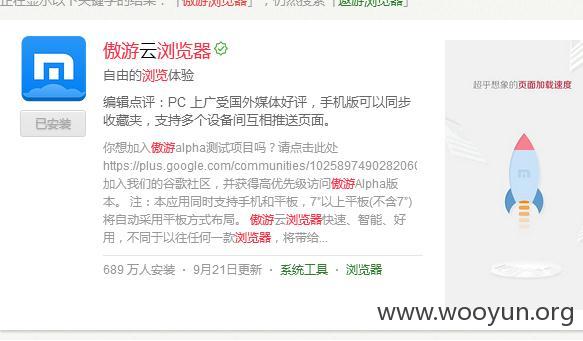 正在显示以下关键字的结果：「傲游浏览器」，仍然搜索「遨游浏览器」
傲游云浏览器
自由的浏览体验
已安装
编辑点评：PC 上广受国外媒体好评，手机版可以同步
收藏夹，支持多个设备间互相推送页面。
你想加入傲游alpha测试项目吗？请点击此处
https://plus.google.com/communities/1025897490282060
加入我们的谷歌社区，并获得高优先级访问傲游Alpha版
本。 注：本应用同时支持手机和平板，7"以上平板(不含7")
将自动采用平板方式布局。 傲游云浏览器快速、智能、好
用，不同于以往任何一款浏览器，将带给...
689 万人安装 · 9月21日更新 · 系统工具 · 浏览器
超乎想象的页面加载速度
www.wooyun.org